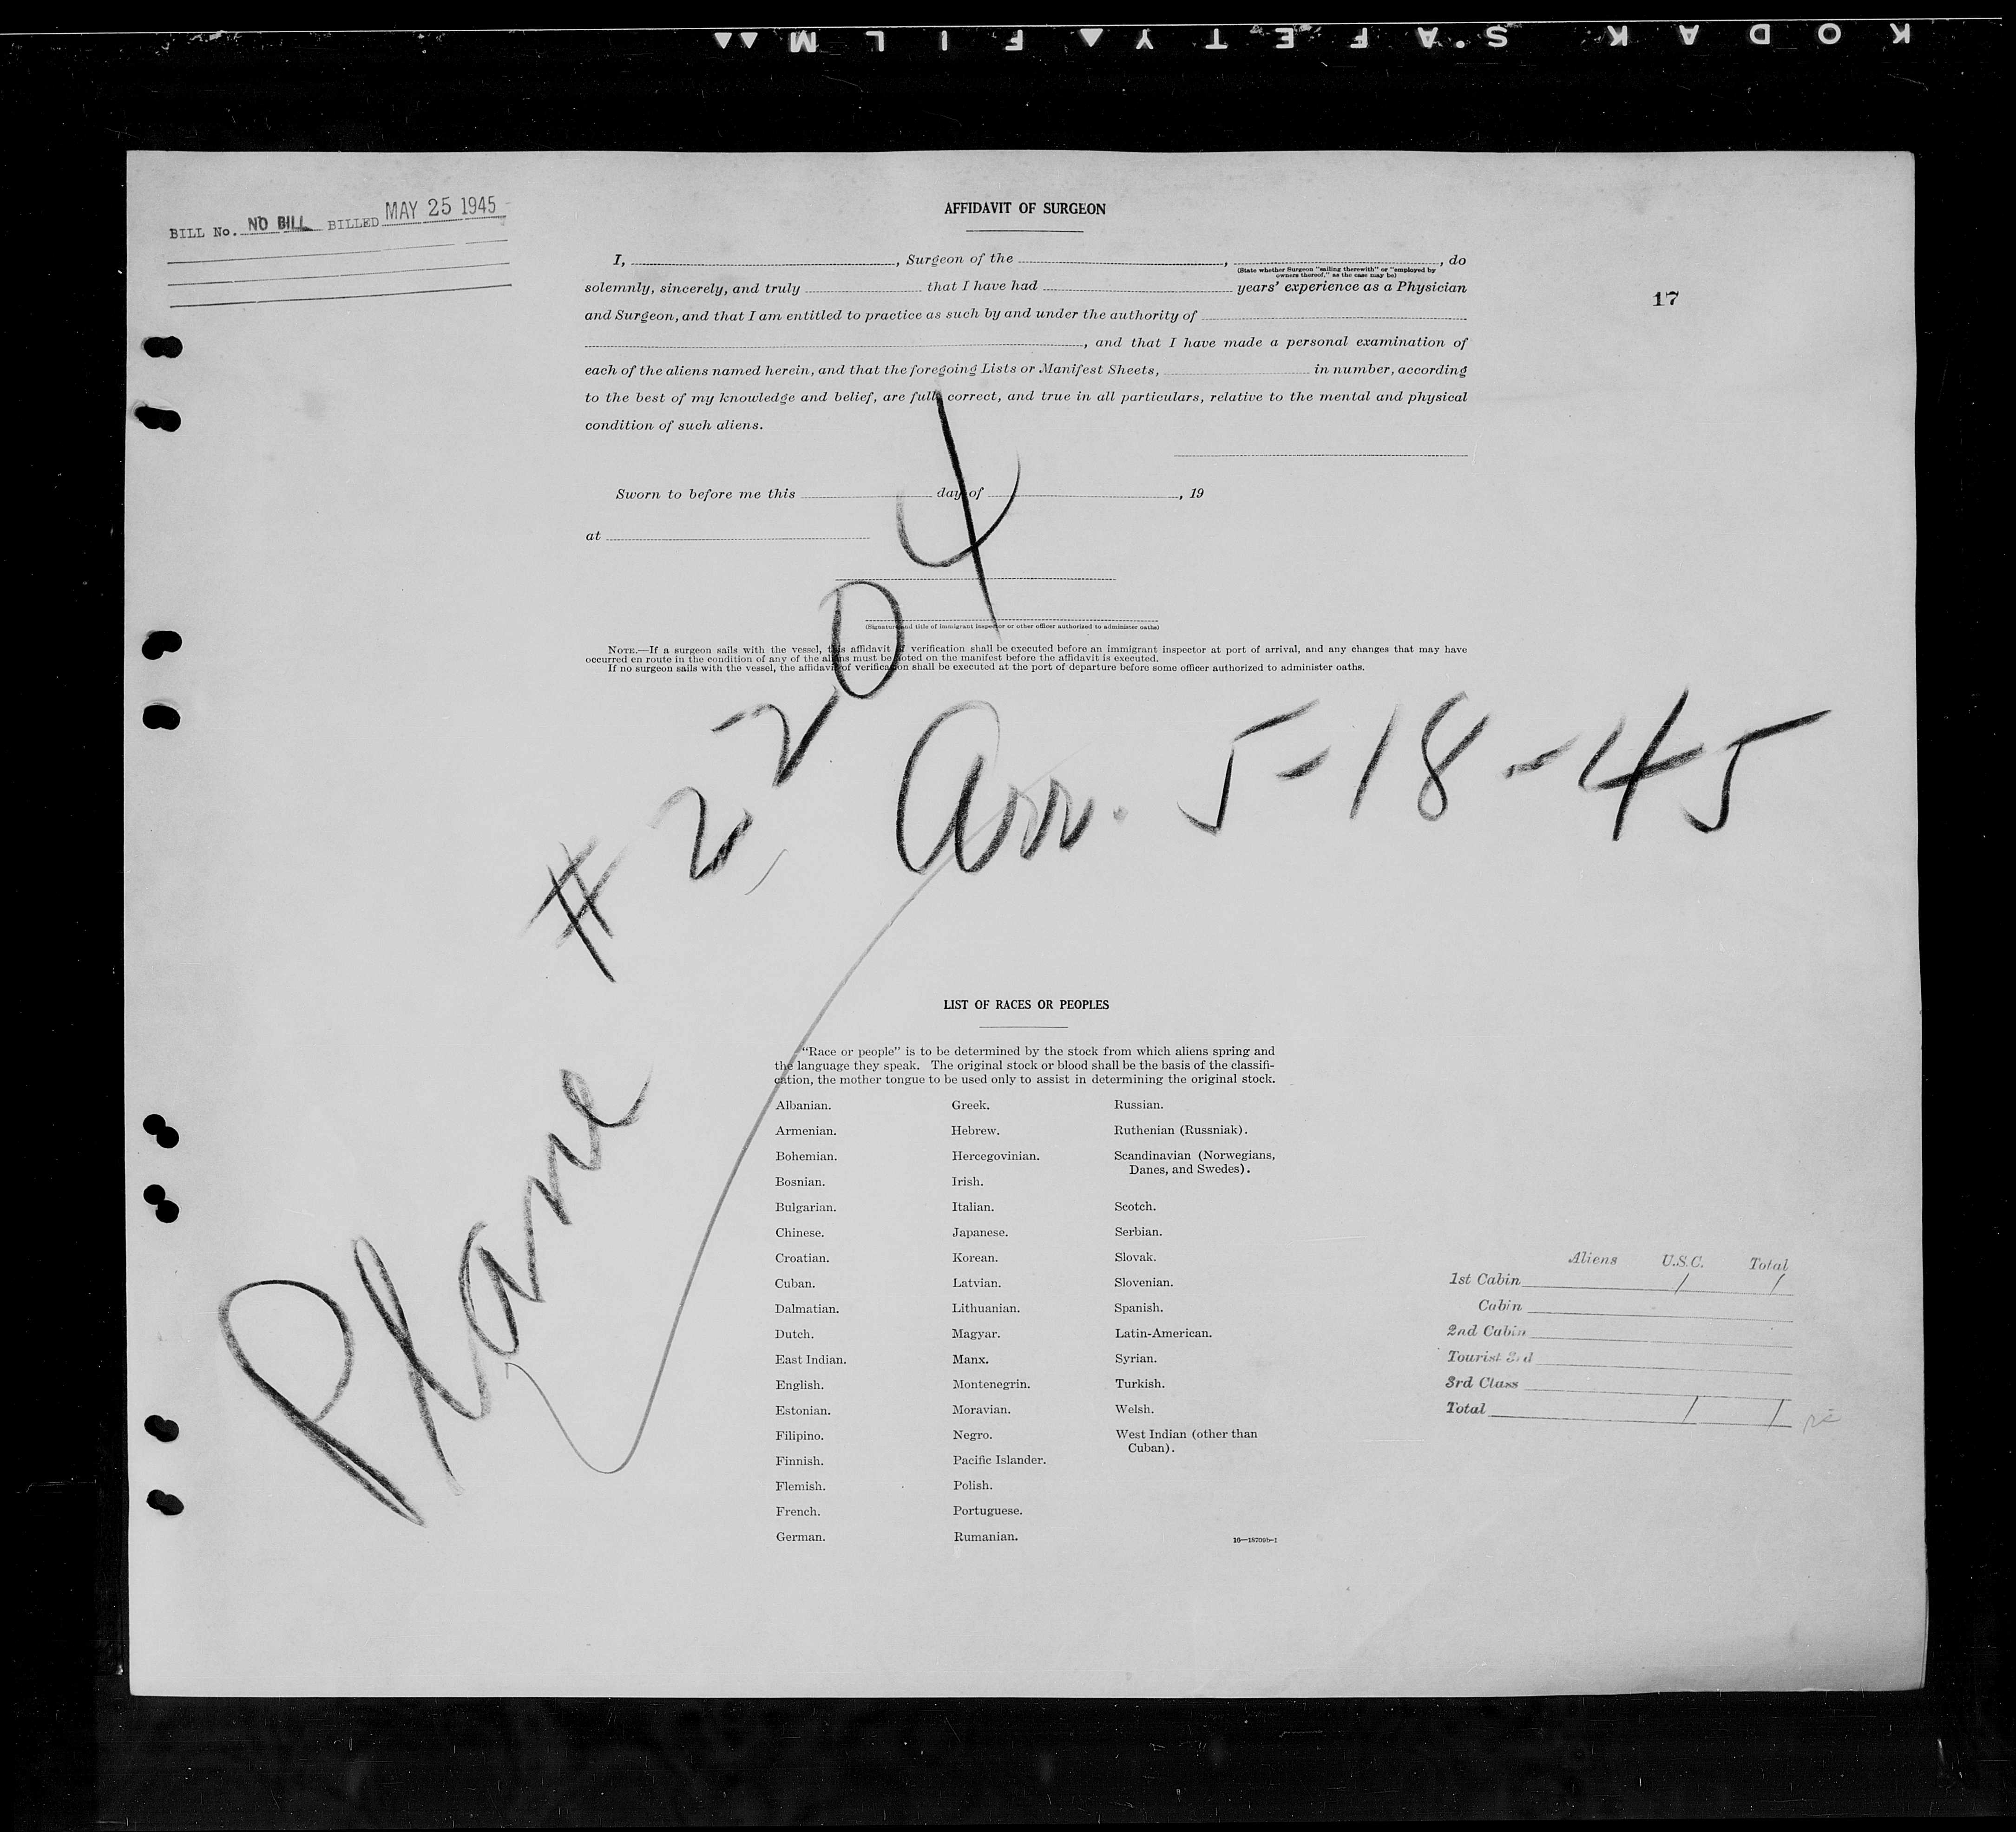 KODAK SAFETY FILM
BILL No. NO BILL BILLED MAY 25 1945
AFFIDAVIT OF SURGEON
17
I, , Surgeon of the , , do
(State whether Surgeon "sailing therewith" or "employed by
owners thereof," as the case may be)
solemnly, sincerely, and truly that I have had years' experience as a Physician
and Surgeon, and that I am entitled to practice as such by and under the authority of
, and that I have made a personal examination of
each of the aliens named herein, and that the foregoing Lists or Manifest Sheets, in number, according
to the best of my knowledge and belief, are full, correct, and true in all particulars, relative to the mental and physical
condition of such aliens.
Sworn to before me this day of , 19
at
(Signature and title of immigrant inspector or other officer authorized to administer oaths)
NOTE.—If a surgeon sails with the vessel, this affidavit of verification shall be executed before an immigrant inspector at port of arrival, and any changes that may have
occurred en route in the condition of any of the aliens must be noted on the manifest before the affidavit is executed.
If no surgeon sails with the vessel, the affidavit of verification shall be executed at the port of departure before some officer authorized to administer oaths.
Plane # 2204
Arr. 5-18-45
LIST OF RACES OR PEOPLES
"Race or people" is to be determined by the stock from which aliens spring and
the language they speak. The original stock or blood shall be the basis of the classifi-
cation, the mother tongue to be used only to assist in determining the original stock.
Albanian. Greek. Russian.
Armenian. Hebrew. Ruthenian (Russniak).
Bohemian. Hercegovinian. Scandinavian (Norwegians,
Danes, and Swedes).
Bosnian. Irish.
Bulgarian. Italian. Scotch.
Chinese. Japanese. Serbian.
Croatian. Korean. Slovak.
Cuban. Latvian. Slovenian.
Dalmatian. Lithuanian. Spanish.
Dutch. Magyar. Latin-American.
East Indian. Manx. Syrian.
English. Montenegrin. Turkish.
Estonian. Moravian. Welsh.
Filipino. Negro. West Indian (other than
Cuban).
Finnish. Pacific Islander.
Flemish. Polish.
French. Portuguese.
German. Rumanian.
Aliens U.S.C. Total
1st Cabin / /
Cabin
2nd Cabin
Tourist 3rd
3rd Class
Total / /